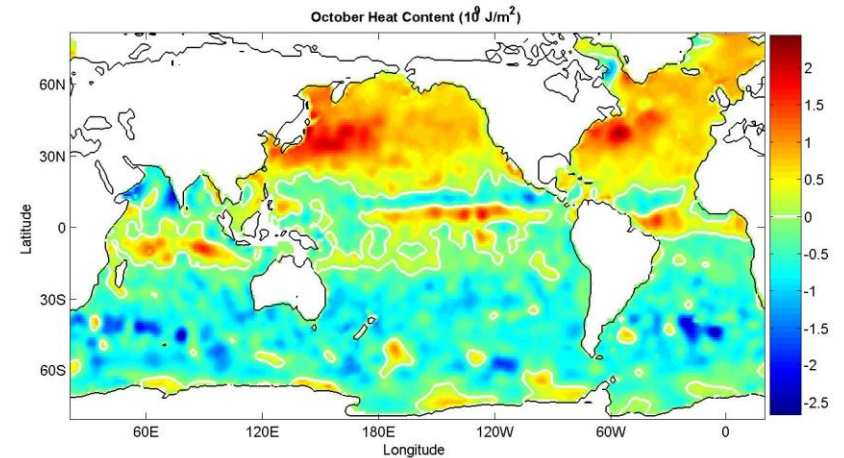 October Heat Content (10⁹ J/m²)
60N
30N
0
30S
60S
Latitude
60E 120E 180E 120W 60W 0
Longitude
2
1.5
1
0.5
0
-0.5
-1
-1.5
-2
-2.5